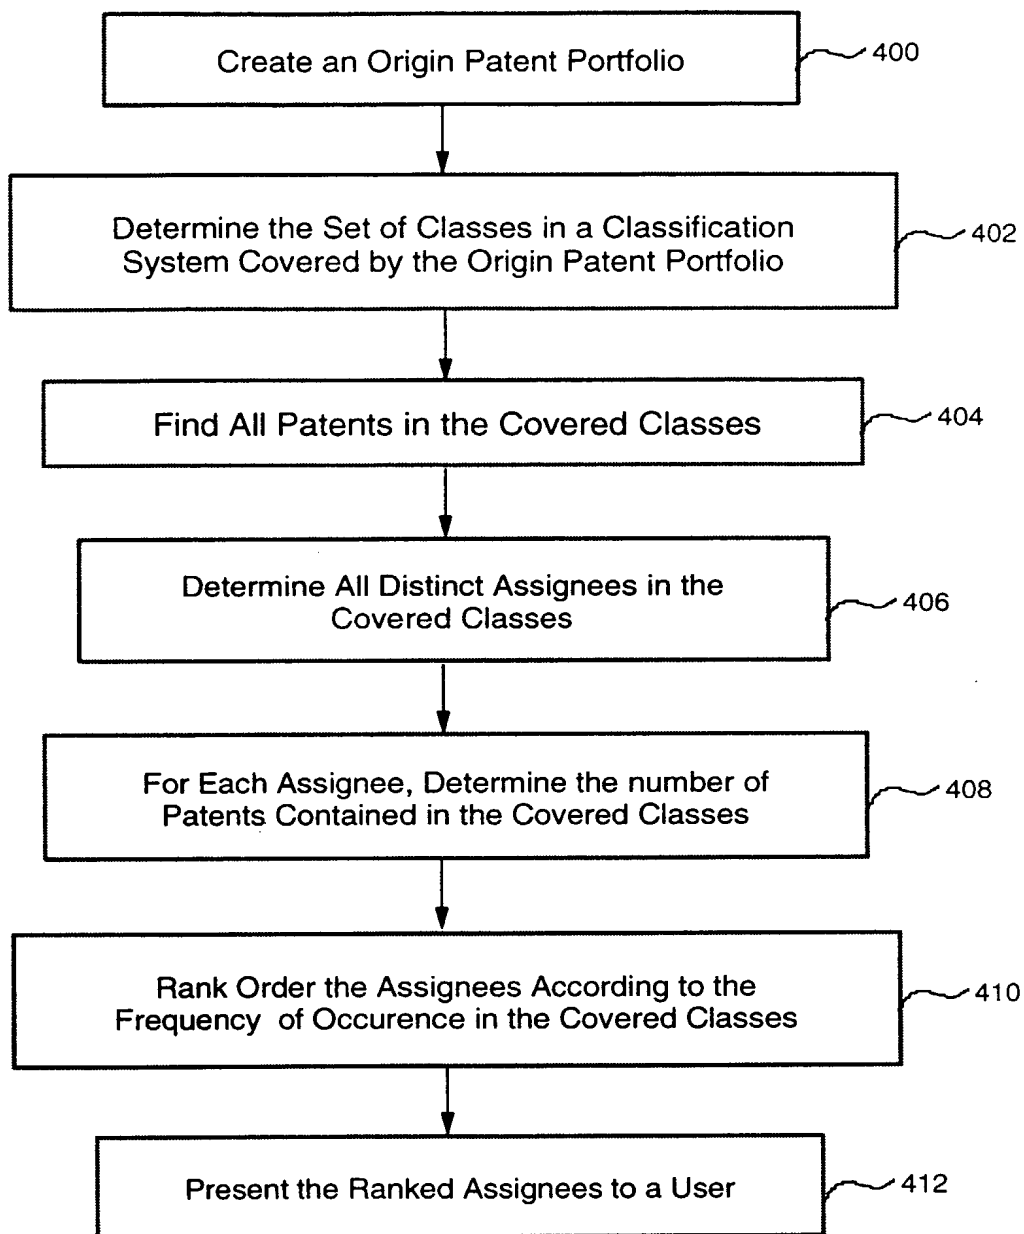 Create an Origin Patent Portfolio
400
Determine the Set of Classes in a Classification
System Covered by the Origin Patent Portfolio
402
Find All Patents in the Covered Classes
404
Determine All Distinct Assignees in the
Covered Classes
406
For Each Assignee, Determine the number of
Patents Contained in the Covered Classes
408
Rank Order the Assignees According to the
Frequency of Occurence in the Covered Classes
410
Present the Ranked Assignees to a User
412